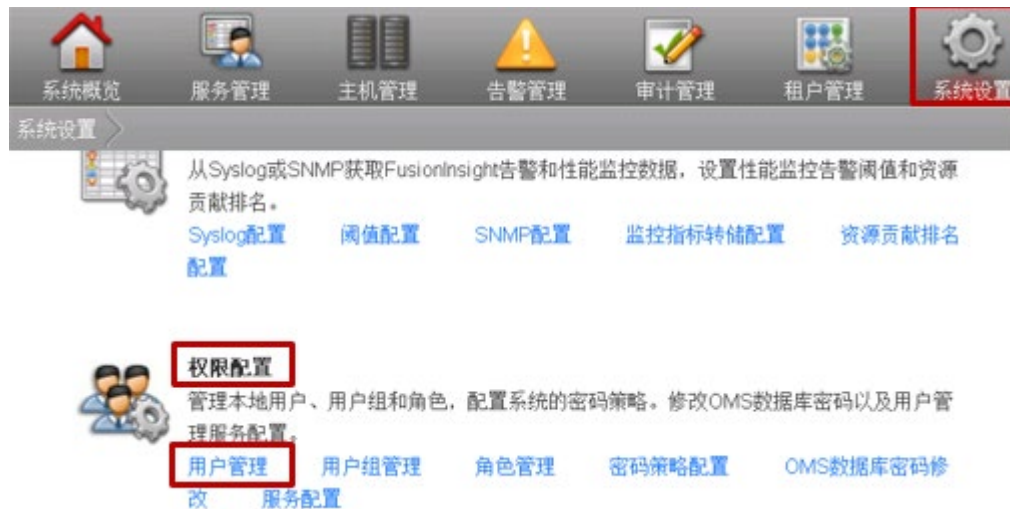 系统概览 服务管理 主机管理 告警管理 审计管理 租户管理 系统设置
系统设置
从Syslog或SNMP获取FusionInsight告警和性能监控数据，设置性能监控告警阈值和资源
贡献排名。
Syslog配置 阈值配置 SNMP配置 监控指标转储配置 资源贡献排名
配置
权限配置
管理本地用户、用户组和角色，配置系统的密码策略。修改OMS数据库密码以及用户管
理服务配置。
用户管理 用户组管理 角色管理 密码策略配置 OMS数据库密码修
改 服务配置